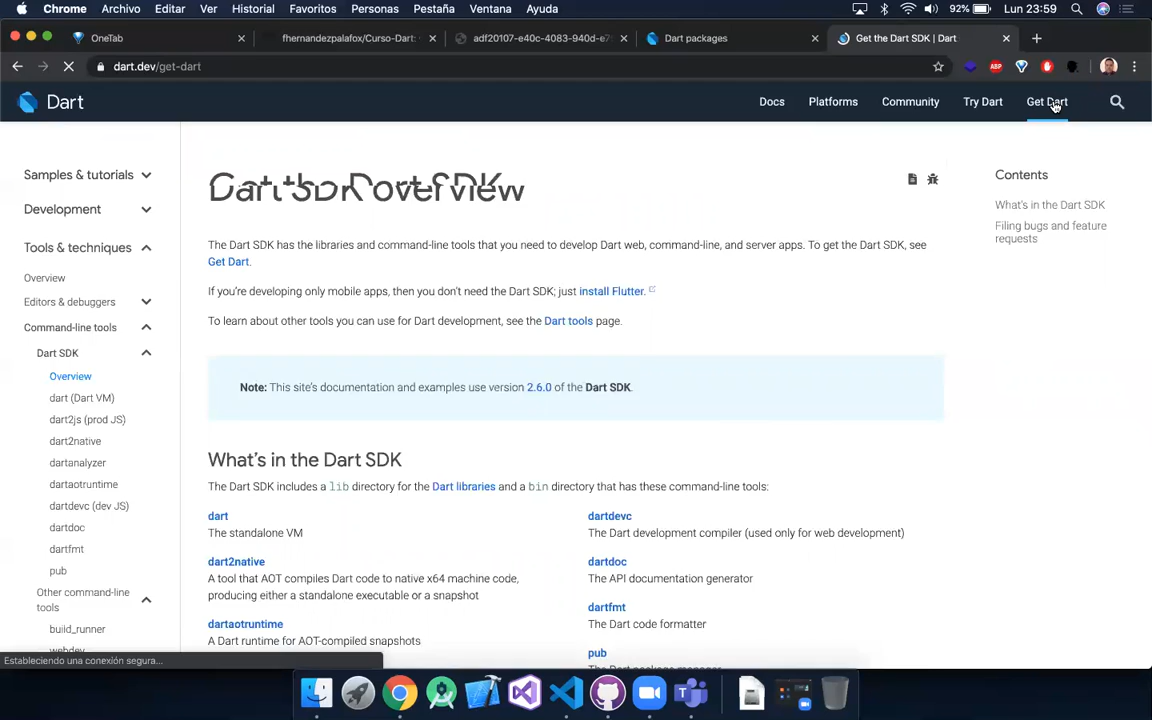 Chrome Archivo Editar Ver Historial Favoritos Personas Pestaña Ventana Ayuda 92% Lun 23:59
OneTab
fhernandezpalafox/Curso-Dart:
adf20107-e40c-4083-940d-e7
Dart packages
Get the Dart SDK | Dart
dart.dev/get-dart
ABP
Dart
Docs Platforms Community Try Dart Get Dart
Samples & tutorials
Development
Tools & techniques
Overview
Editors & debuggers
Command-line tools
Dart SDK
Overview
dart (Dart VM)
dart2js (prod JS)
dart2native
dartanalyzer
dartaotruntime
dartdevc (dev JS)
dartdoc
dartfmt
pub
Other command-line
tools
build_runner
webdev
The Dart SDK has the libraries and command-line tools that you need to develop Dart web, command-line, and server apps. To get the Dart SDK, see
Get Dart.
If you're developing only mobile apps, then you don't need the Dart SDK; just install Flutter.
To learn about other tools you can use for Dart development, see the Dart tools page.
Note: This site's documentation and examples use version 2.6.0 of the Dart SDK.
What's in the Dart SDK
The Dart SDK includes a lib directory for the Dart libraries and a bin directory that has these command-line tools:
dart
The standalone VM
dart2native
A tool that AOT compiles Dart code to native x64 machine code,
producing either a standalone executable or a snapshot
dartaotruntime
A Dart runtime for AOT-compiled snapshots
dartdevc
The Dart development compiler (used only for web development)
dartdoc
The API documentation generator
dartfmt
The Dart code formatter
pub
The Dart package manager
Contents
What's in the Dart SDK
Filing bugs and feature
requests
Estableciendo una conexión segura...